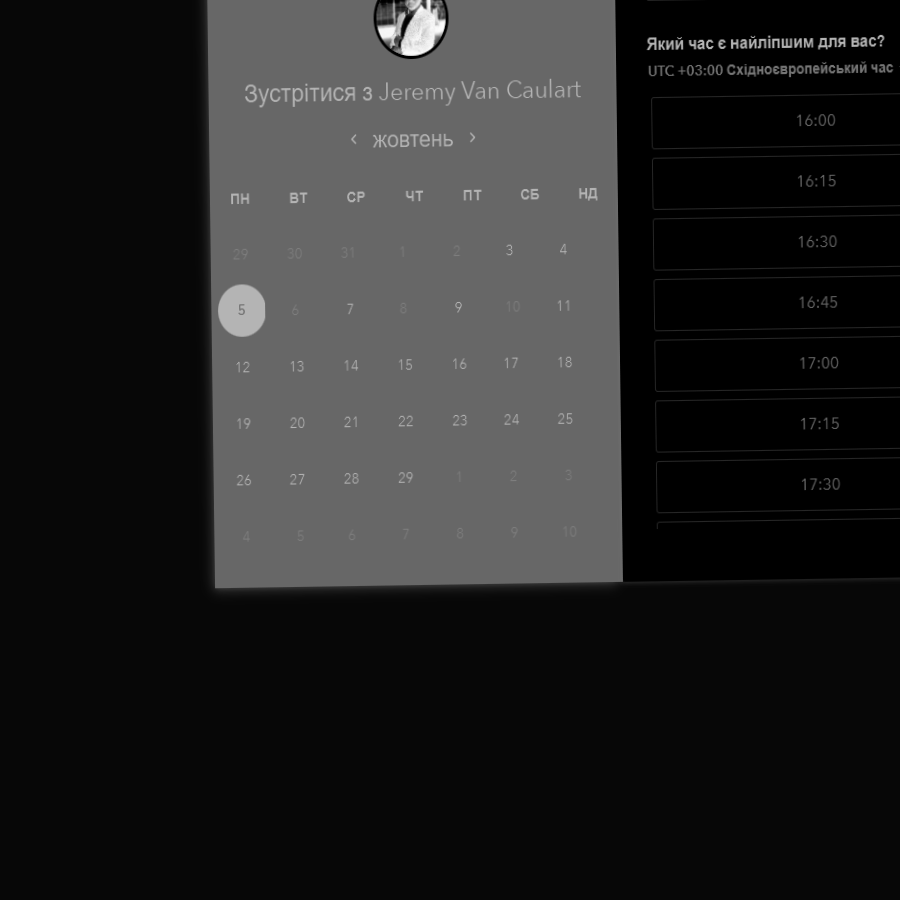 Зустрітися з Jeremy Van Caulart
‹ жовтень ›
ПН ВТ СР ЧТ ПТ СБ НД
29 30 31 1 2 3 4
5 6 7 8 9 10 11
12 13 14 15 16 17 18
19 20 21 22 23 24 25
26 27 28 29 1 2 3
4 5 6 7 8 9 10
Який час є найліпшим для вас?
UTC +03:00 Східноєвропейський час
16:00
16:15
16:30
16:45
17:00
17:15
17:30